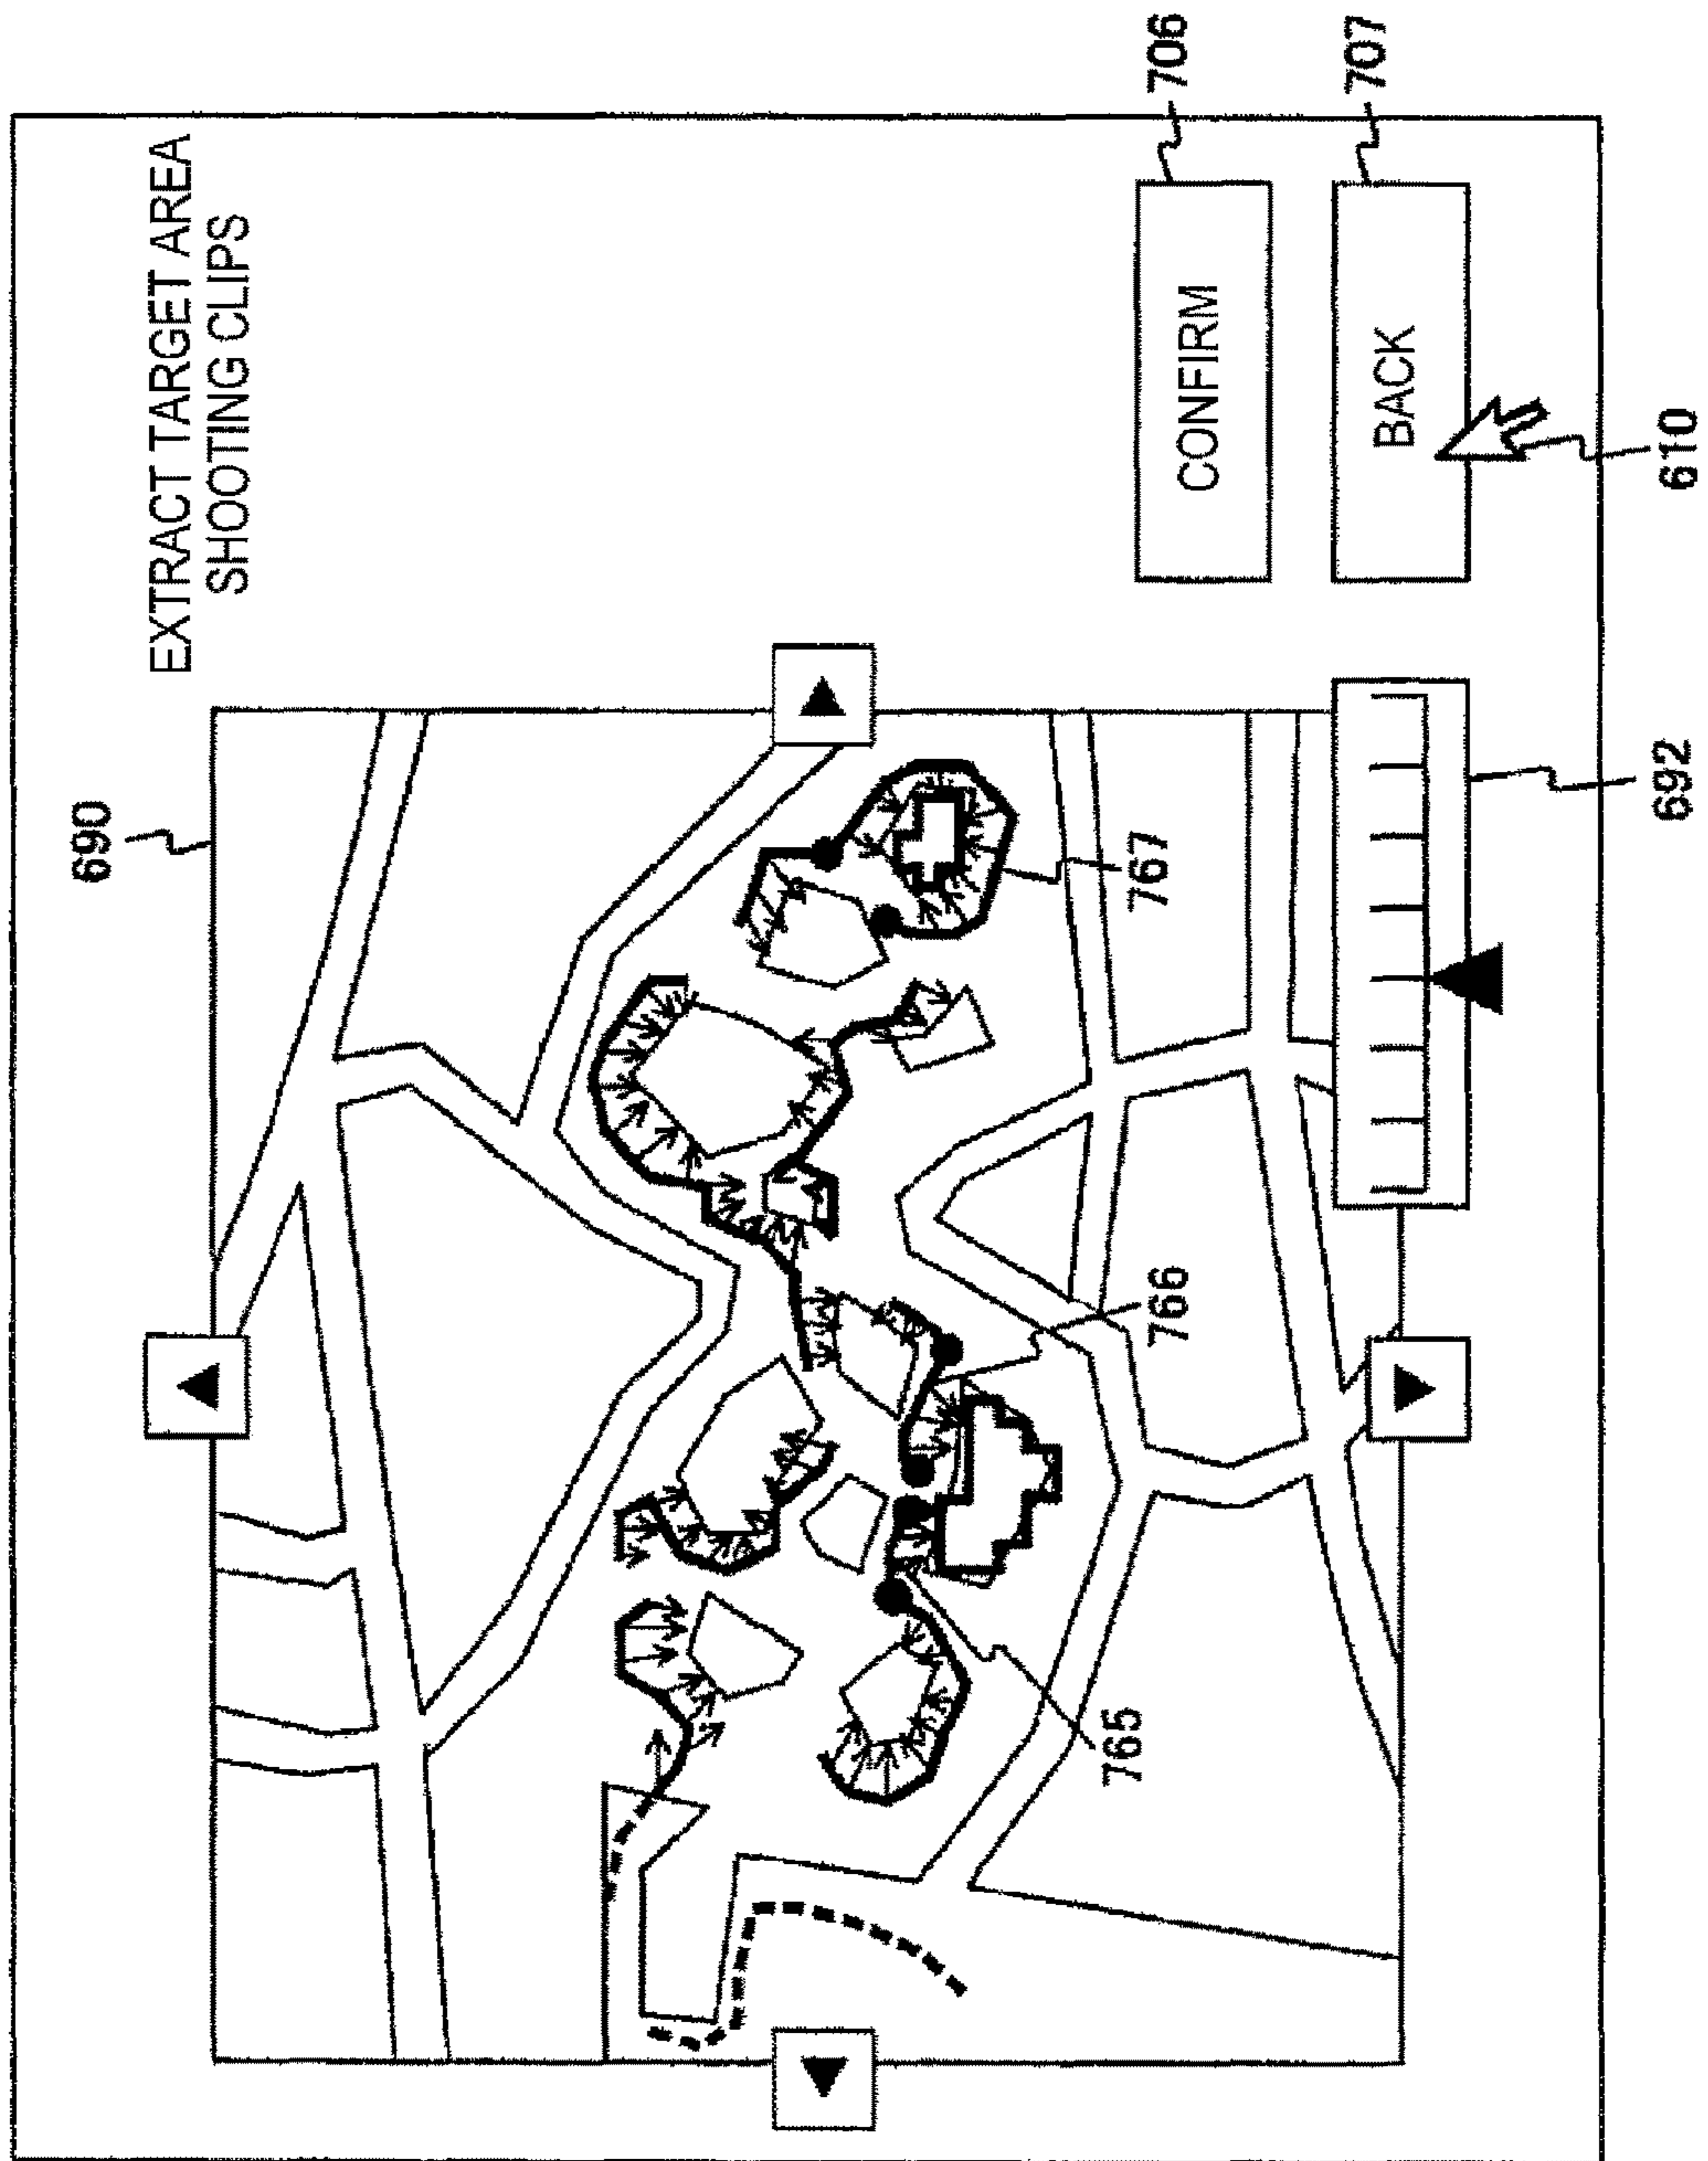 EXTRACT TARGET AREA
SHOOTING CLIPS
690
706
CONFIRM
707
BACK
610
692
767
766
765